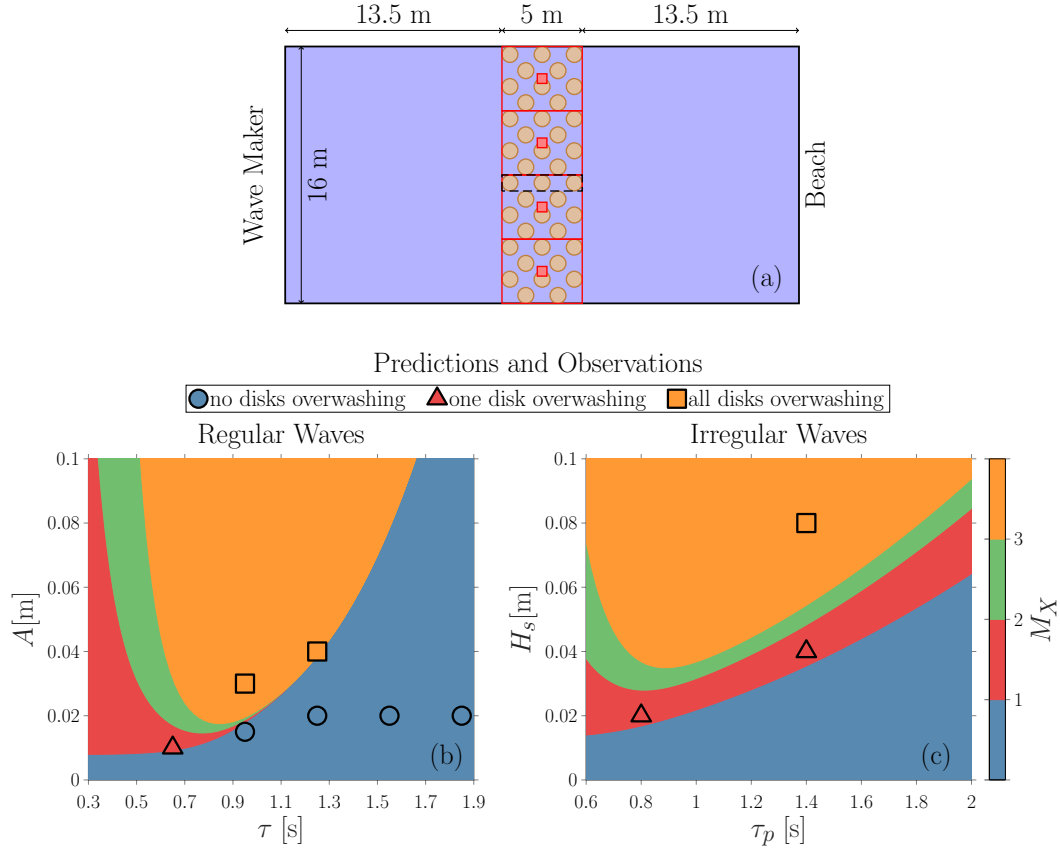 13.5 m 5 m 13.5 m
Wave Maker
16 m
Beach
(a)
Predictions and Observations
no disks overwashing one disk overwashing all disks overwashing
Regular Waves
Irregular Waves
A[m]
0.1
0.08
0.06
0.04
0.02
0
(b)
0.3 0.5 0.7 0.9 1.1 1.3 1.5 1.7 1.9
τ [s]
H_s[m]
0.1
0.08
0.06
0.04
0.02
0
(c)
0.6 0.8 1 1.2 1.4 1.6 1.8 2
τ_p [s]
3
2
1
M_X